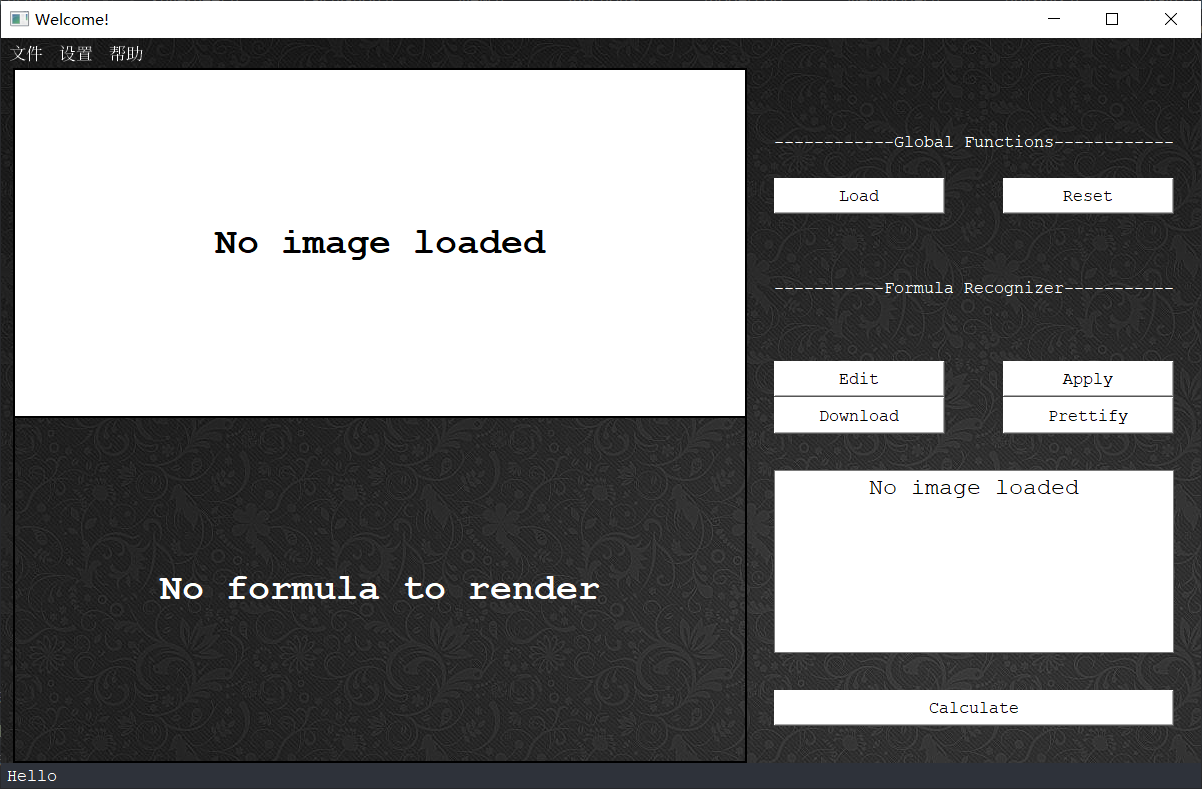 Welcome!
文件 设置 帮助
No image loaded
No formula to render
------------Global Functions------------
Load Reset
-----------Formula Recognizer-----------
Edit Apply
Download Prettify
No image loaded
Calculate
Hello